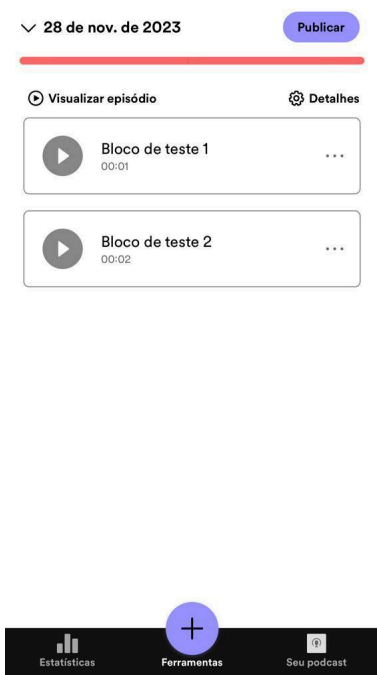 28 de nov. de 2023
Publicar
Visualizar episódio
Detalhes
Bloco de teste 1
00:01
Bloco de teste 2
00:02
Estatísticas
Ferramentas
Seu podcast